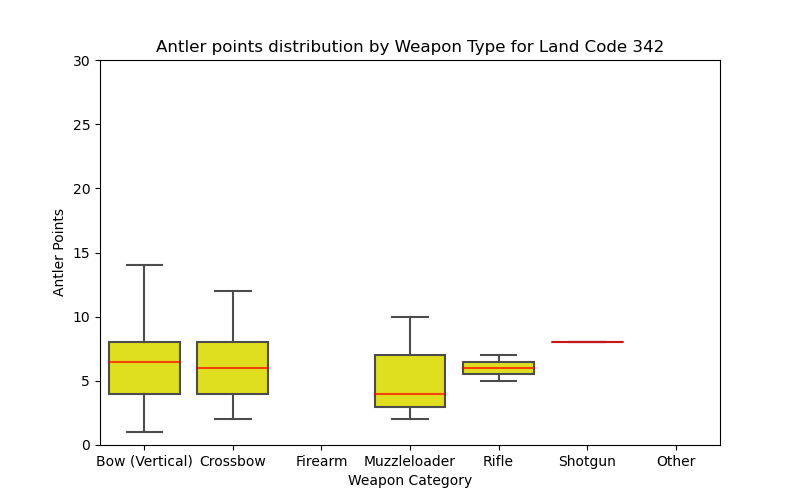 Antler points distribution by Weapon Type for Land Code 342
30
25
20
15
10
5
0
Antler Points
Bow (Vertical) Crossbow Firearm Muzzleloader Rifle Shotgun Other
Weapon Category